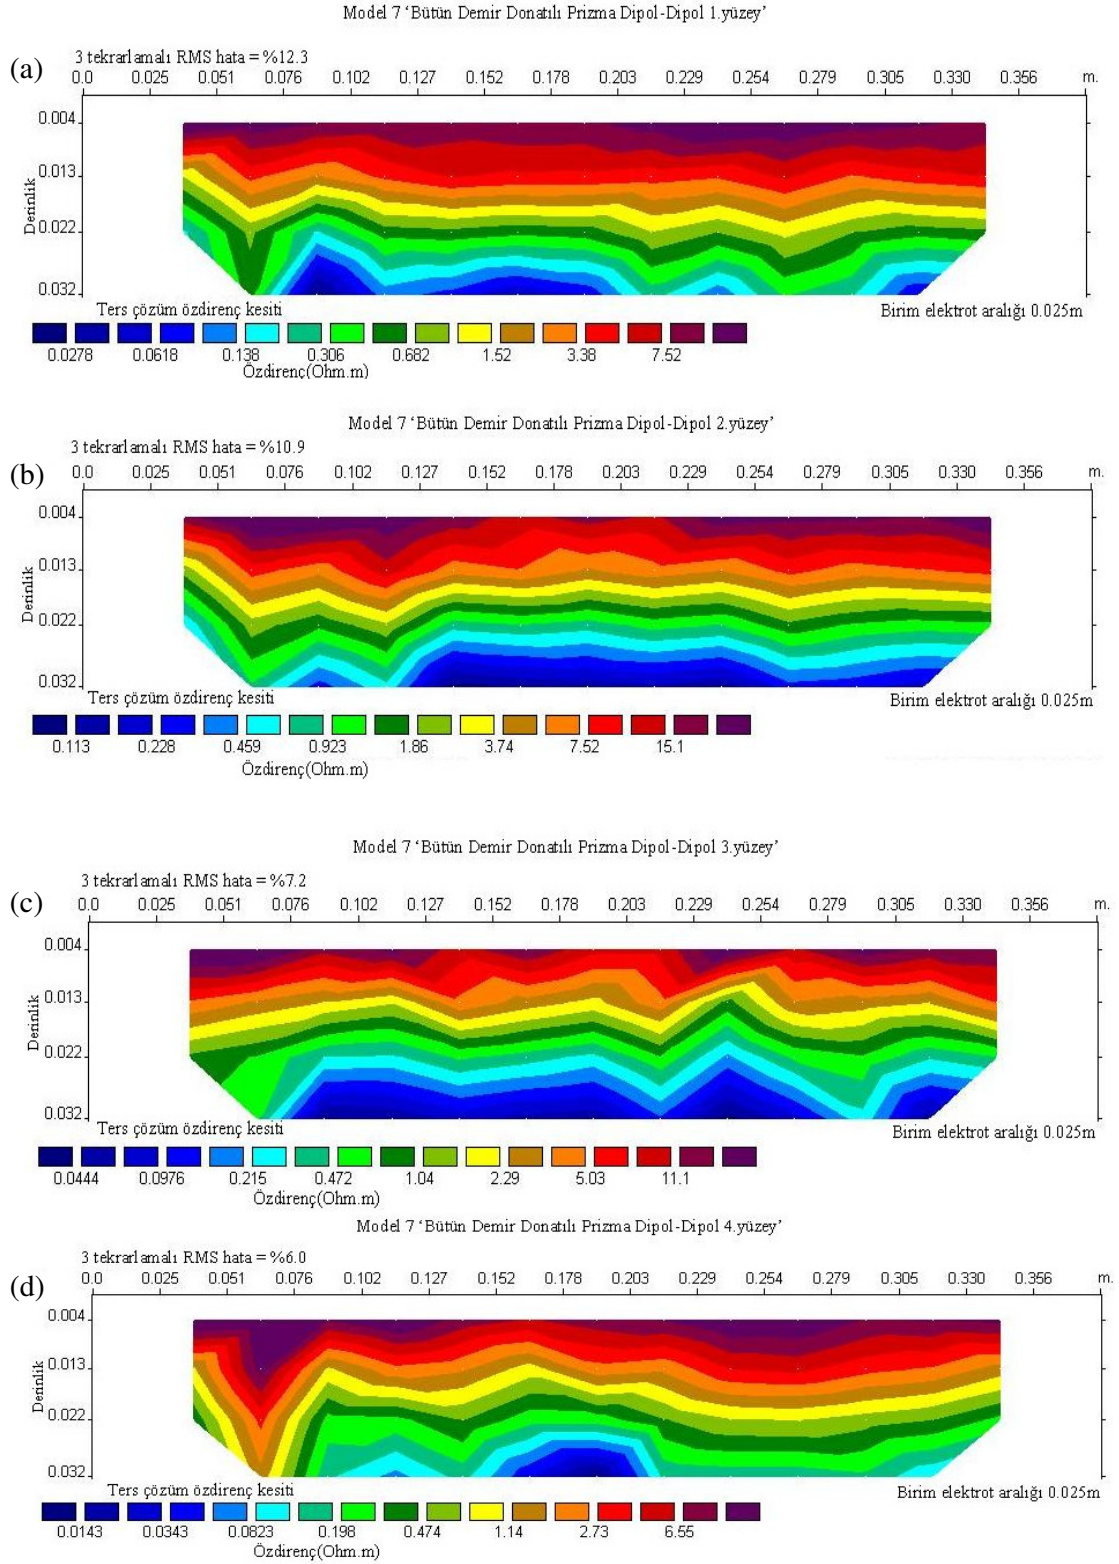 Model 7 ‘Bütün Demir Donatılı Prizma Dipol-Dipol 1.yüzey’
3 tekrarlamalı RMS hata = %12.3
(a)
0.0 0.025 0.051 0.076 0.102 0.127 0.152 0.178 0.203 0.229 0.254 0.279 0.305 0.330 0.356 m.
0.004
0.013
0.022
0.032
Derinlik
Ters çözüm özdirenç kesiti
Birim elektrot aralığı 0.025m
0.0278 0.0618 0.138 0.306 0.682 1.52 3.38 7.52
Özdirenç(Ohm.m)
Model 7 ‘Bütün Demir Donatılı Prizma Dipol-Dipol 2.yüzey’
3 tekrarlamalı RMS hata = %10.9
(b)
0.0 0.025 0.051 0.076 0.102 0.127 0.152 0.178 0.203 0.229 0.254 0.279 0.305 0.330 0.356 m.
0.004
0.013
0.022
0.032
Derinlik
Ters çözüm özdirenç kesiti
Birim elektrot aralığı 0.025m
0.113 0.228 0.459 0.923 1.86 3.74 7.52 15.1
Özdirenç(Ohm.m)
Model 7 ‘Bütün Demir Donatılı Prizma Dipol-Dipol 3.yüzey’
3 tekrarlamalı RMS hata = %7.2
(c)
0.0 0.025 0.051 0.076 0.102 0.127 0.152 0.178 0.203 0.229 0.254 0.279 0.305 0.330 0.356 m.
0.004
0.013
0.022
0.032
Derinlik
Ters çözüm özdirenç kesiti
Birim elektrot aralığı 0.025m
0.0444 0.0976 0.215 0.472 1.04 2.29 5.03 11.1
Özdirenç(Ohm.m)
Model 7 ‘Bütün Demir Donatılı Prizma Dipol-Dipol 4.yüzey’
3 tekrarlamalı RMS hata = %6.0
(d)
0.0 0.025 0.051 0.076 0.102 0.127 0.152 0.178 0.203 0.229 0.254 0.279 0.305 0.330 0.356 m.
0.004
0.013
0.022
0.032
Derinlik
Ters çözüm özdirenç kesiti
Birim elektrot aralığı 0.025m
0.0143 0.0343 0.0823 0.198 0.474 1.14 2.73 6.55
Özdirenç(Ohm.m)